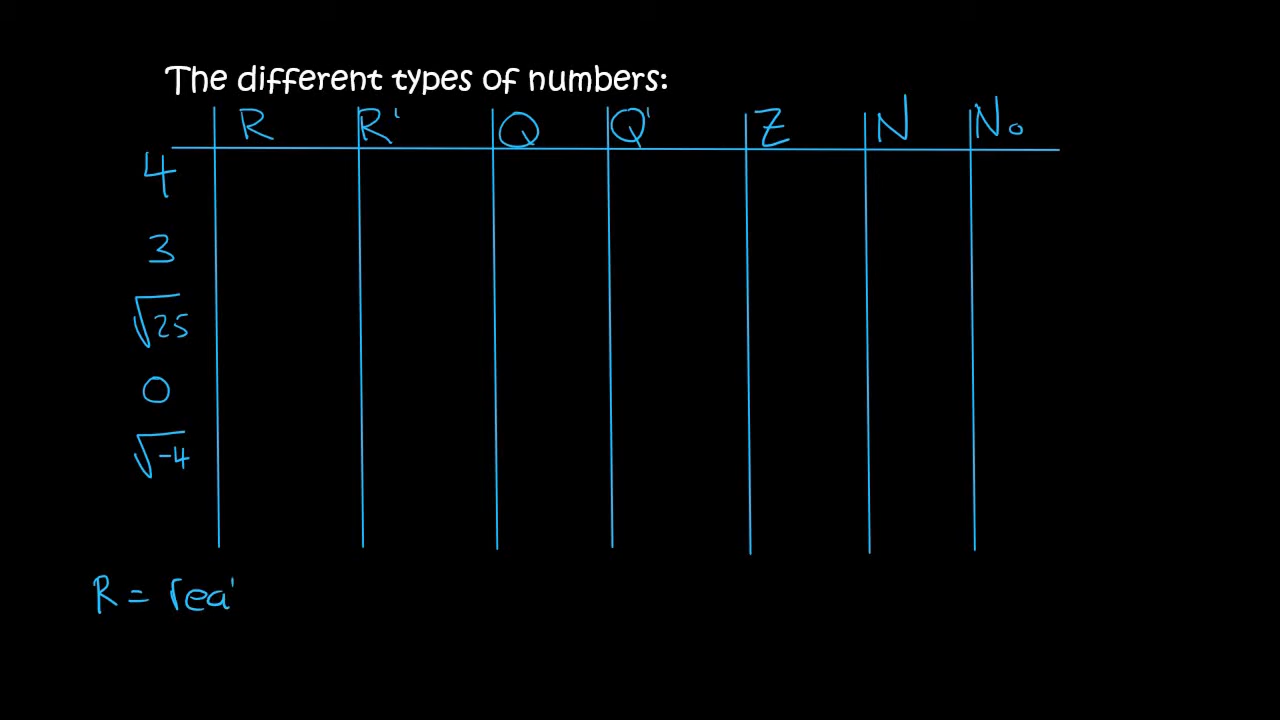 The different types of numbers:
R R' Q Q' Z N N₀
4
3
√25
0
√-4
R = rea'